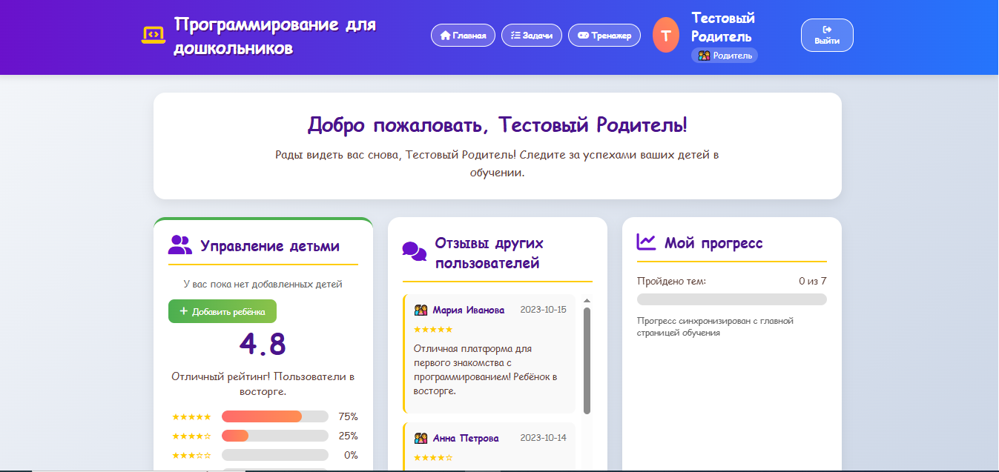 Программирование для
дошкольников
Главная
Задачи
Тренажер
Т
Тестовый
Родитель
Родитель
Выйти
Добро пожаловать, Тестовый Родитель!
Рады видеть вас снова, Тестовый Родитель! Следите за успехами ваших детей в
обучении.
Управление детьми
У вас пока нет добавленных детей
+ Добавить ребёнка
4.8
Отличный рейтинг! Пользователи в
восторге.
★★★★★ 75%
★★★★☆ 25%
★★★☆☆ 0%
Отзывы других
пользователей
Мария Иванова 2023-10-15
★★★★★
Отличная платформа для
первого знакомства с
программированием! Ребёнок в
восторге.
Анна Петрова 2023-10-14
★★★★☆
Мой прогресс
Пройдено тем: 0 из 7
Прогресс синхронизирован с главной
страницей обучения